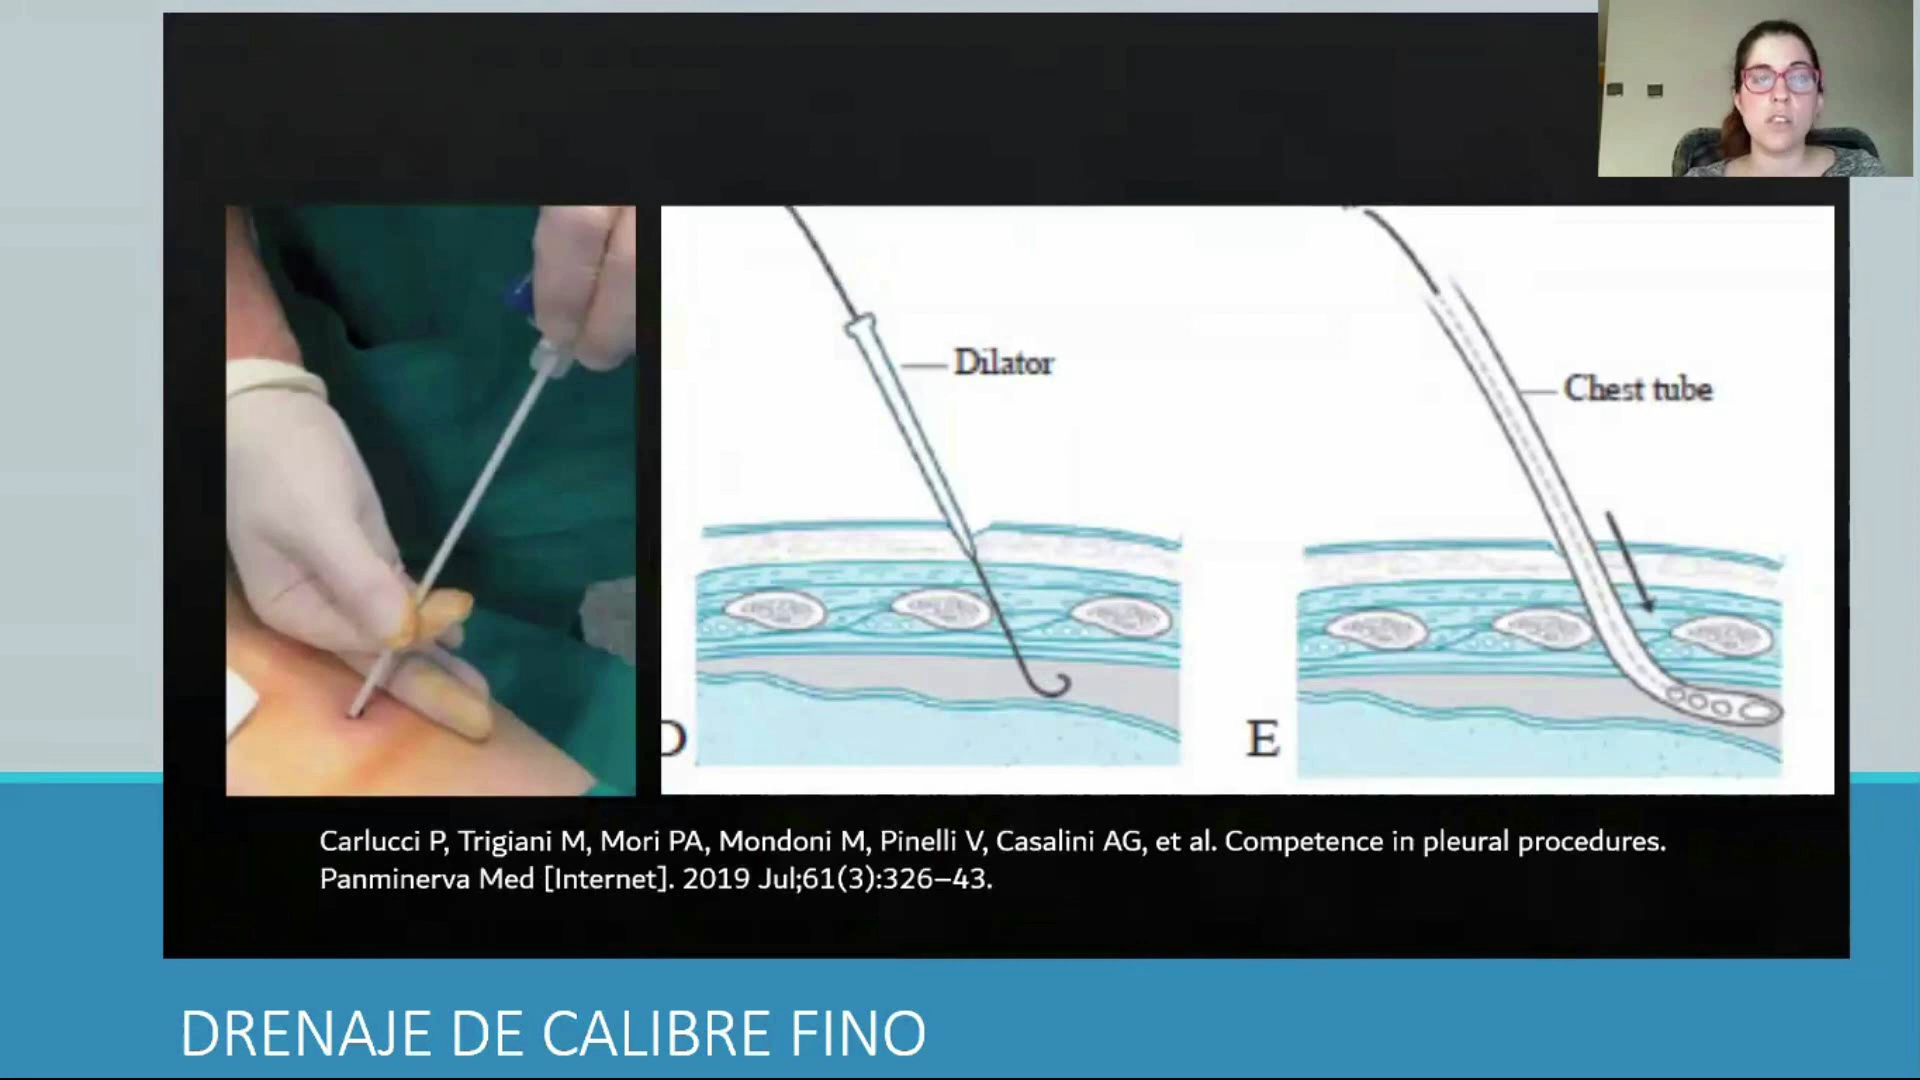 Dilator
Chest tube
D
E
Carlucci P, Trigiani M, Mori PA, Mondoni M, Pinelli V, Casalini AG, et al. Competence in pleural procedures.
Panminerva Med [Internet]. 2019 Jul;61(3):326–43.
DRENAJE DE CALIBRE FINO